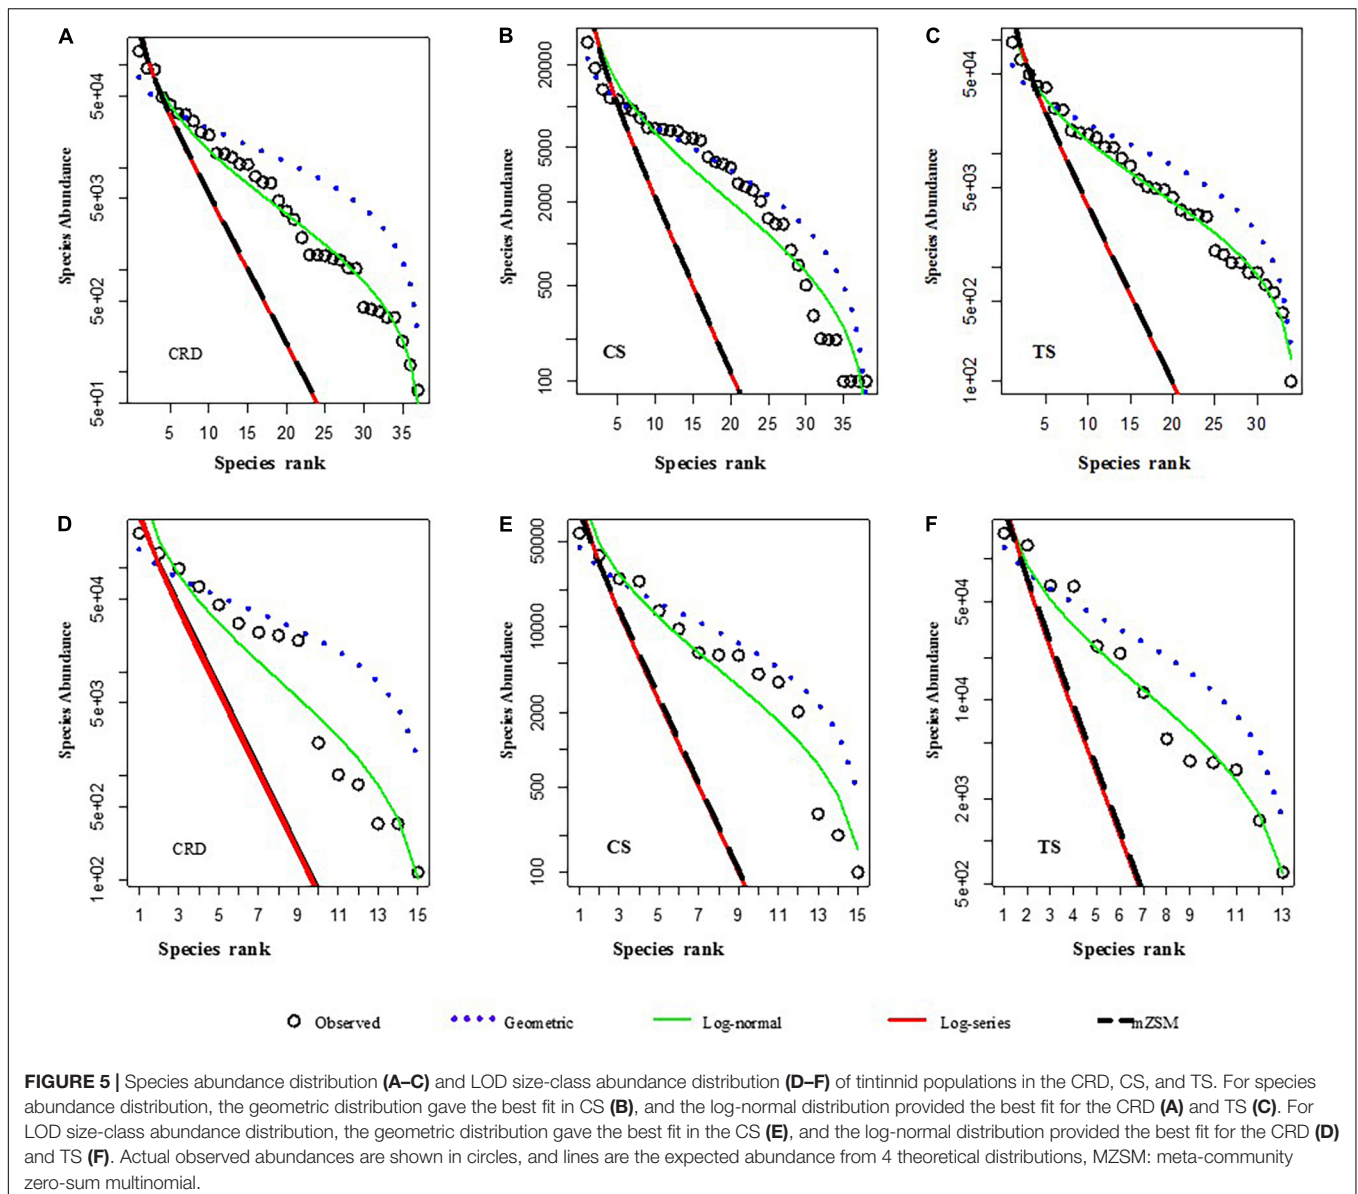 A
B
C
Species Abundance
5e+04
5e+03
5e+02
5e+01
CRD
5 10 15 20 25 30 35
Species rank
Species Abundance
20000
5000
2000
500
100
CS
5 10 15 20 25 30 35
Species rank
Species Abundance
5e+04
5e+03
5e+02
1e+02
TS
5 10 15 20 25 30
Species rank
D
E
F
Species Abundance
5e+04
5e+03
5e+02
1e+02
CRD
1 3 5 7 9 11 13 15
Species rank
Species Abundance
50000
10000
2000
500
100
CS
1 3 5 7 9 11 13 15
Species rank
Species Abundance
5e+04
1e+04
2e+03
5e+02
TS
1 2 3 4 5 6 7 8 9 11 13
Species rank
Observed Geometric Log-normal Log-series mZSM
FIGURE 5 | Species abundance distribution (A–C) and LOD size-class abundance distribution (D–F) of tintinnid populations in the CRD, CS, and TS. For species
abundance distribution, the geometric distribution gave the best fit in CS (B), and the log-normal distribution provided the best fit for the CRD (A) and TS (C). For
LOD size-class abundance distribution, the geometric distribution gave the best fit in the CS (E), and the log-normal distribution provided the best fit for the CRD (D)
and TS (F). Actual observed abundances are shown in circles, and lines are the expected abundance from 4 theoretical distributions, MZSM: meta-community
zero-sum multinomial.